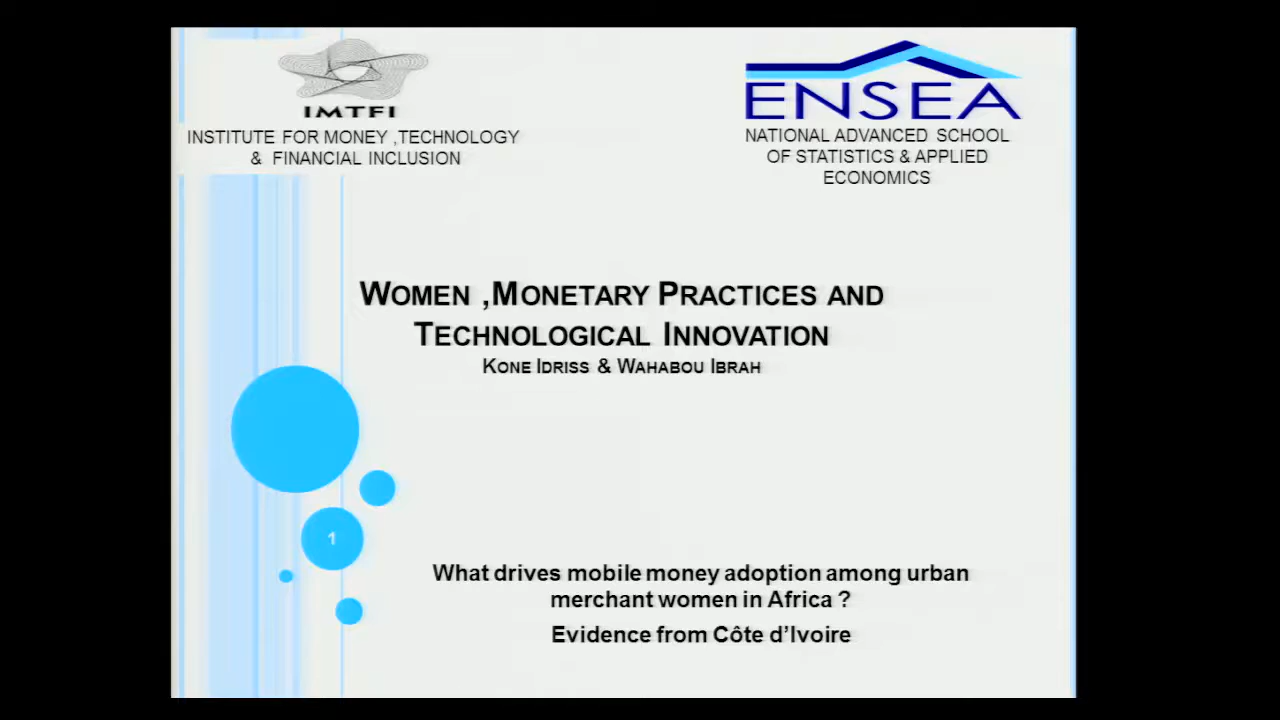 IMTFI
INSTITUTE FOR MONEY ,TECHNOLOGY
& FINANCIAL INCLUSION
ENSEA
NATIONAL ADVANCED SCHOOL
OF STATISTICS & APPLIED
ECONOMICS
WOMEN ,MONETARY PRACTICES AND
TECHNOLOGICAL INNOVATION
KONE IDRISS & WAHABOU IBRAH
1
What drives mobile money adoption among urban
merchant women in Africa ?
Evidence from Côte d’Ivoire